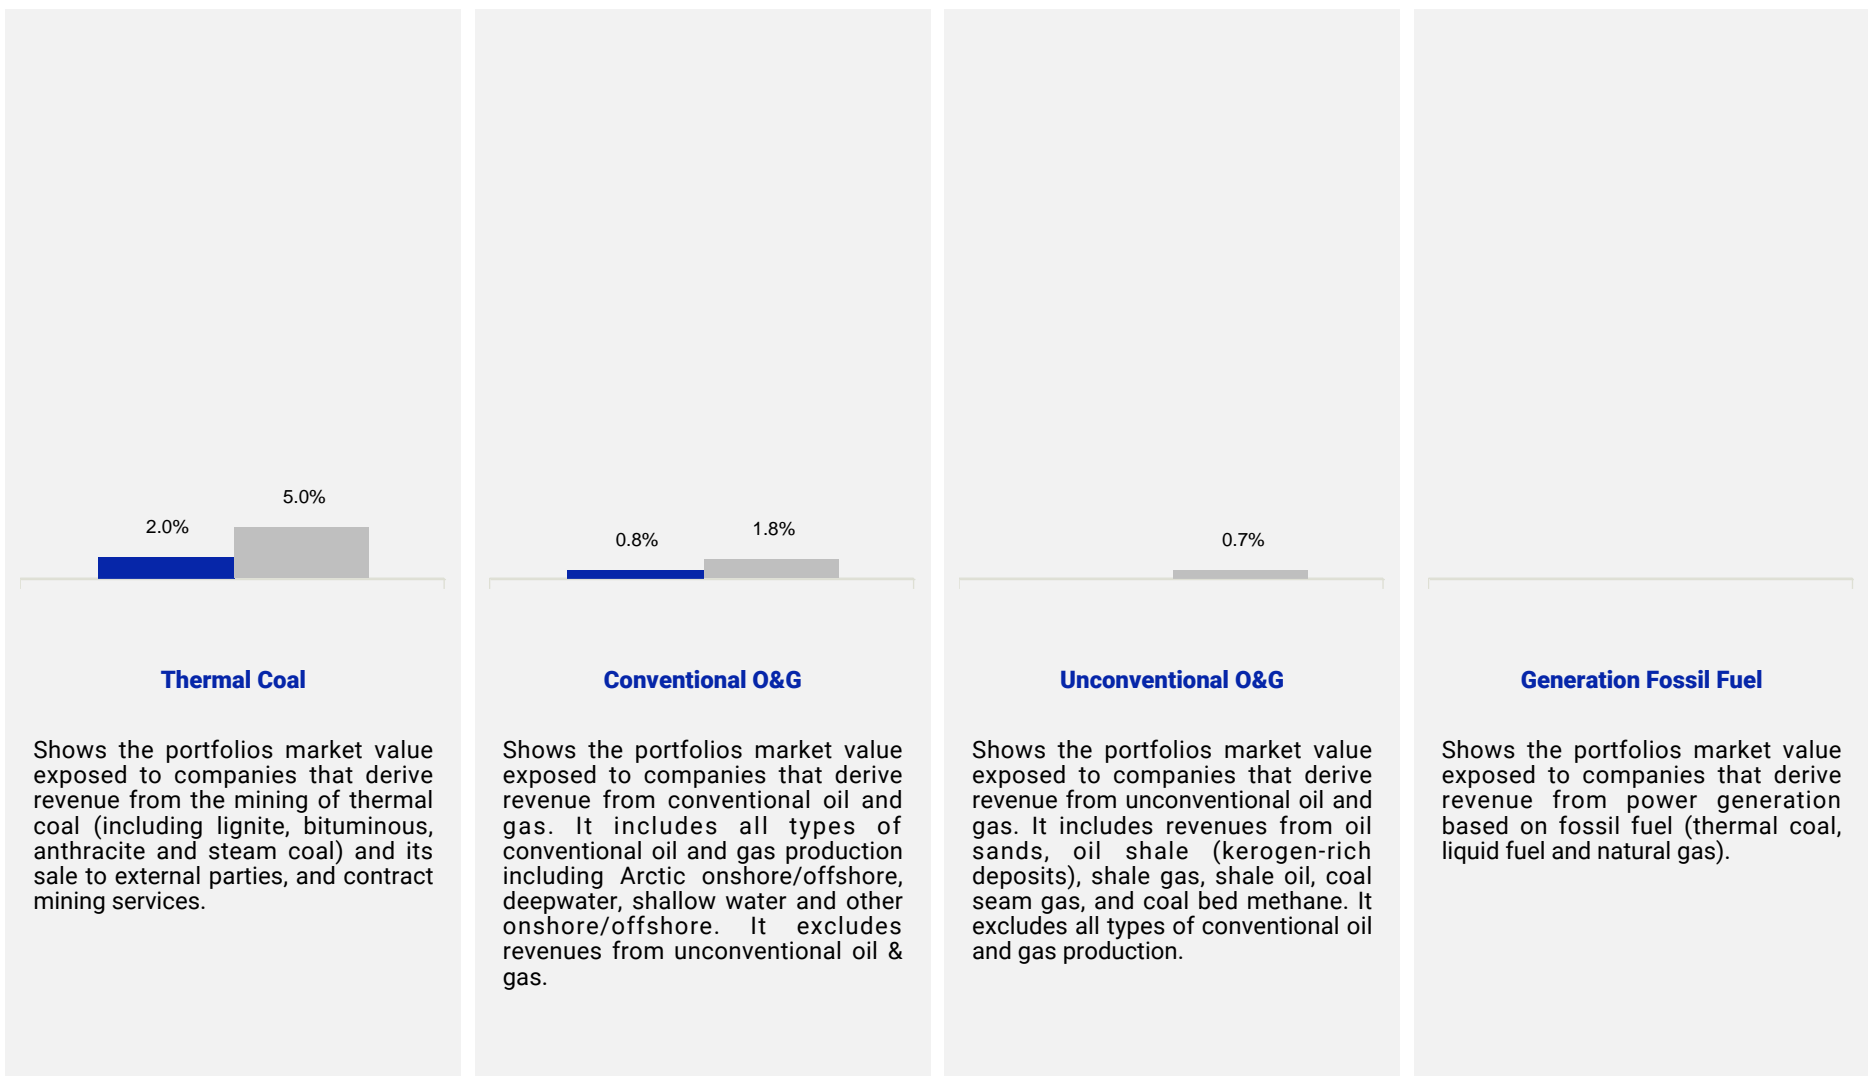 5.0%
2.0%
Thermal Coal
Shows the portfolios market value
exposed to companies that derive
revenue from the mining of thermal
coal (including lignite, bituminous,
anthracite and steam coal) and its
sale to external parties, and contract
mining services.
1.8%
0.8%
Conventional O&G
Shows the portfolios market value
exposed to companies that derive
revenue from conventional oil and
gas. It includes all types of
conventional oil and gas production
including Arctic onshore/offshore,
deepwater, shallow water and other
onshore/offshore. It excludes
revenues from unconventional oil &
gas.
0.7%
Unconventional O&G
Shows the portfolios market value
exposed to companies that derive
revenue from unconventional oil and
gas. It includes revenues from oil
sands, oil shale (kerogen-rich
deposits), shale gas, shale oil, coal
seam gas, and coal bed methane. It
excludes all types of conventional oil
and gas production.
Generation Fossil Fuel
Shows the portfolios market value
exposed to companies that derive
revenue from power generation
based on fossil fuel (thermal coal,
liquid fuel and natural gas).